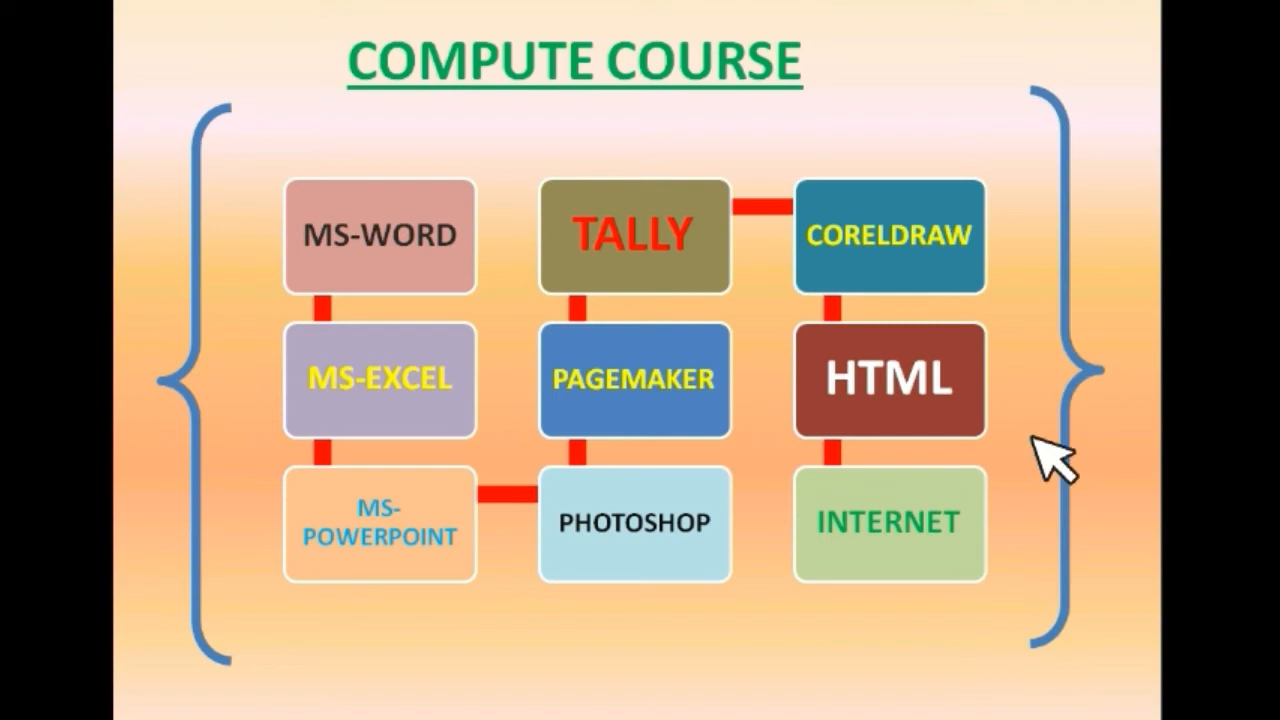 COMPUTE COURSE
MS-WORD
TALLY
CORELDRAW
MS-EXCEL
PAGEMAKER
HTML
MS-
POWERPOINT
PHOTOSHOP
INTERNET